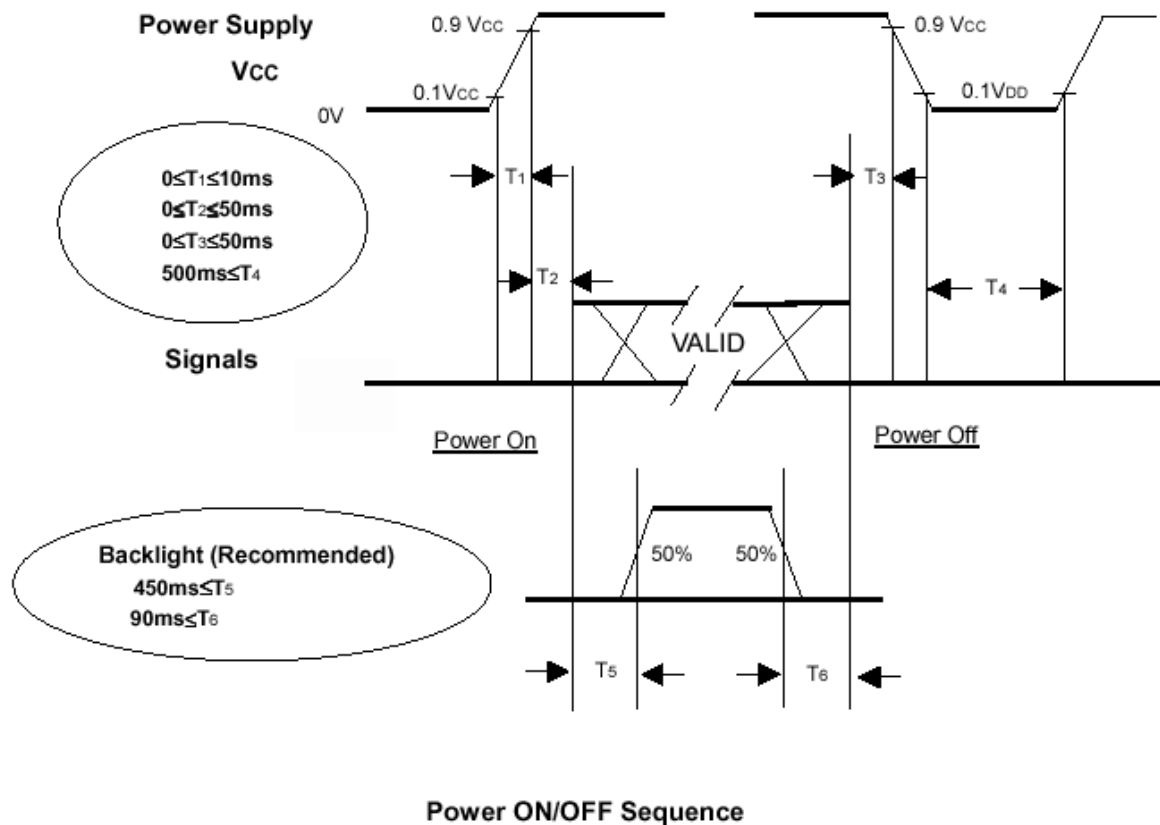 Power Supply
VCC
0.9 VCC
0.9 VCC
0.1VCC
0.1VDD
0V
0≤T1≤10ms
0≤T2≤50ms
0≤T3≤50ms
500ms≤T4
T1
T3
T2
T4
VALID
Signals
Power On
Power Off
Backlight (Recommended)
450ms≤T5
90ms≤T6
50%
50%
T5
T6
Power ON/OFF Sequence